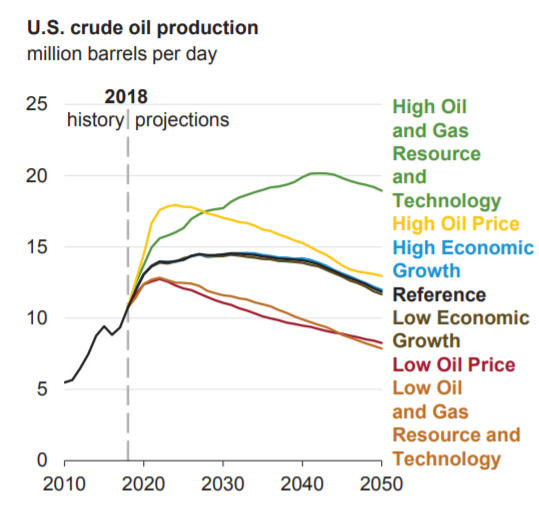 U.S. crude oil production
million barrels per day
2018
history projections
25
20
15
10
5
0
2010 2020 2030 2040 2050
High Oil
and Gas
Resource
and
Technology
High Oil Price
High Economic
Growth
Reference
Low Economic
Growth
Low Oil Price
Low Oil
and Gas
Resource and
Technology